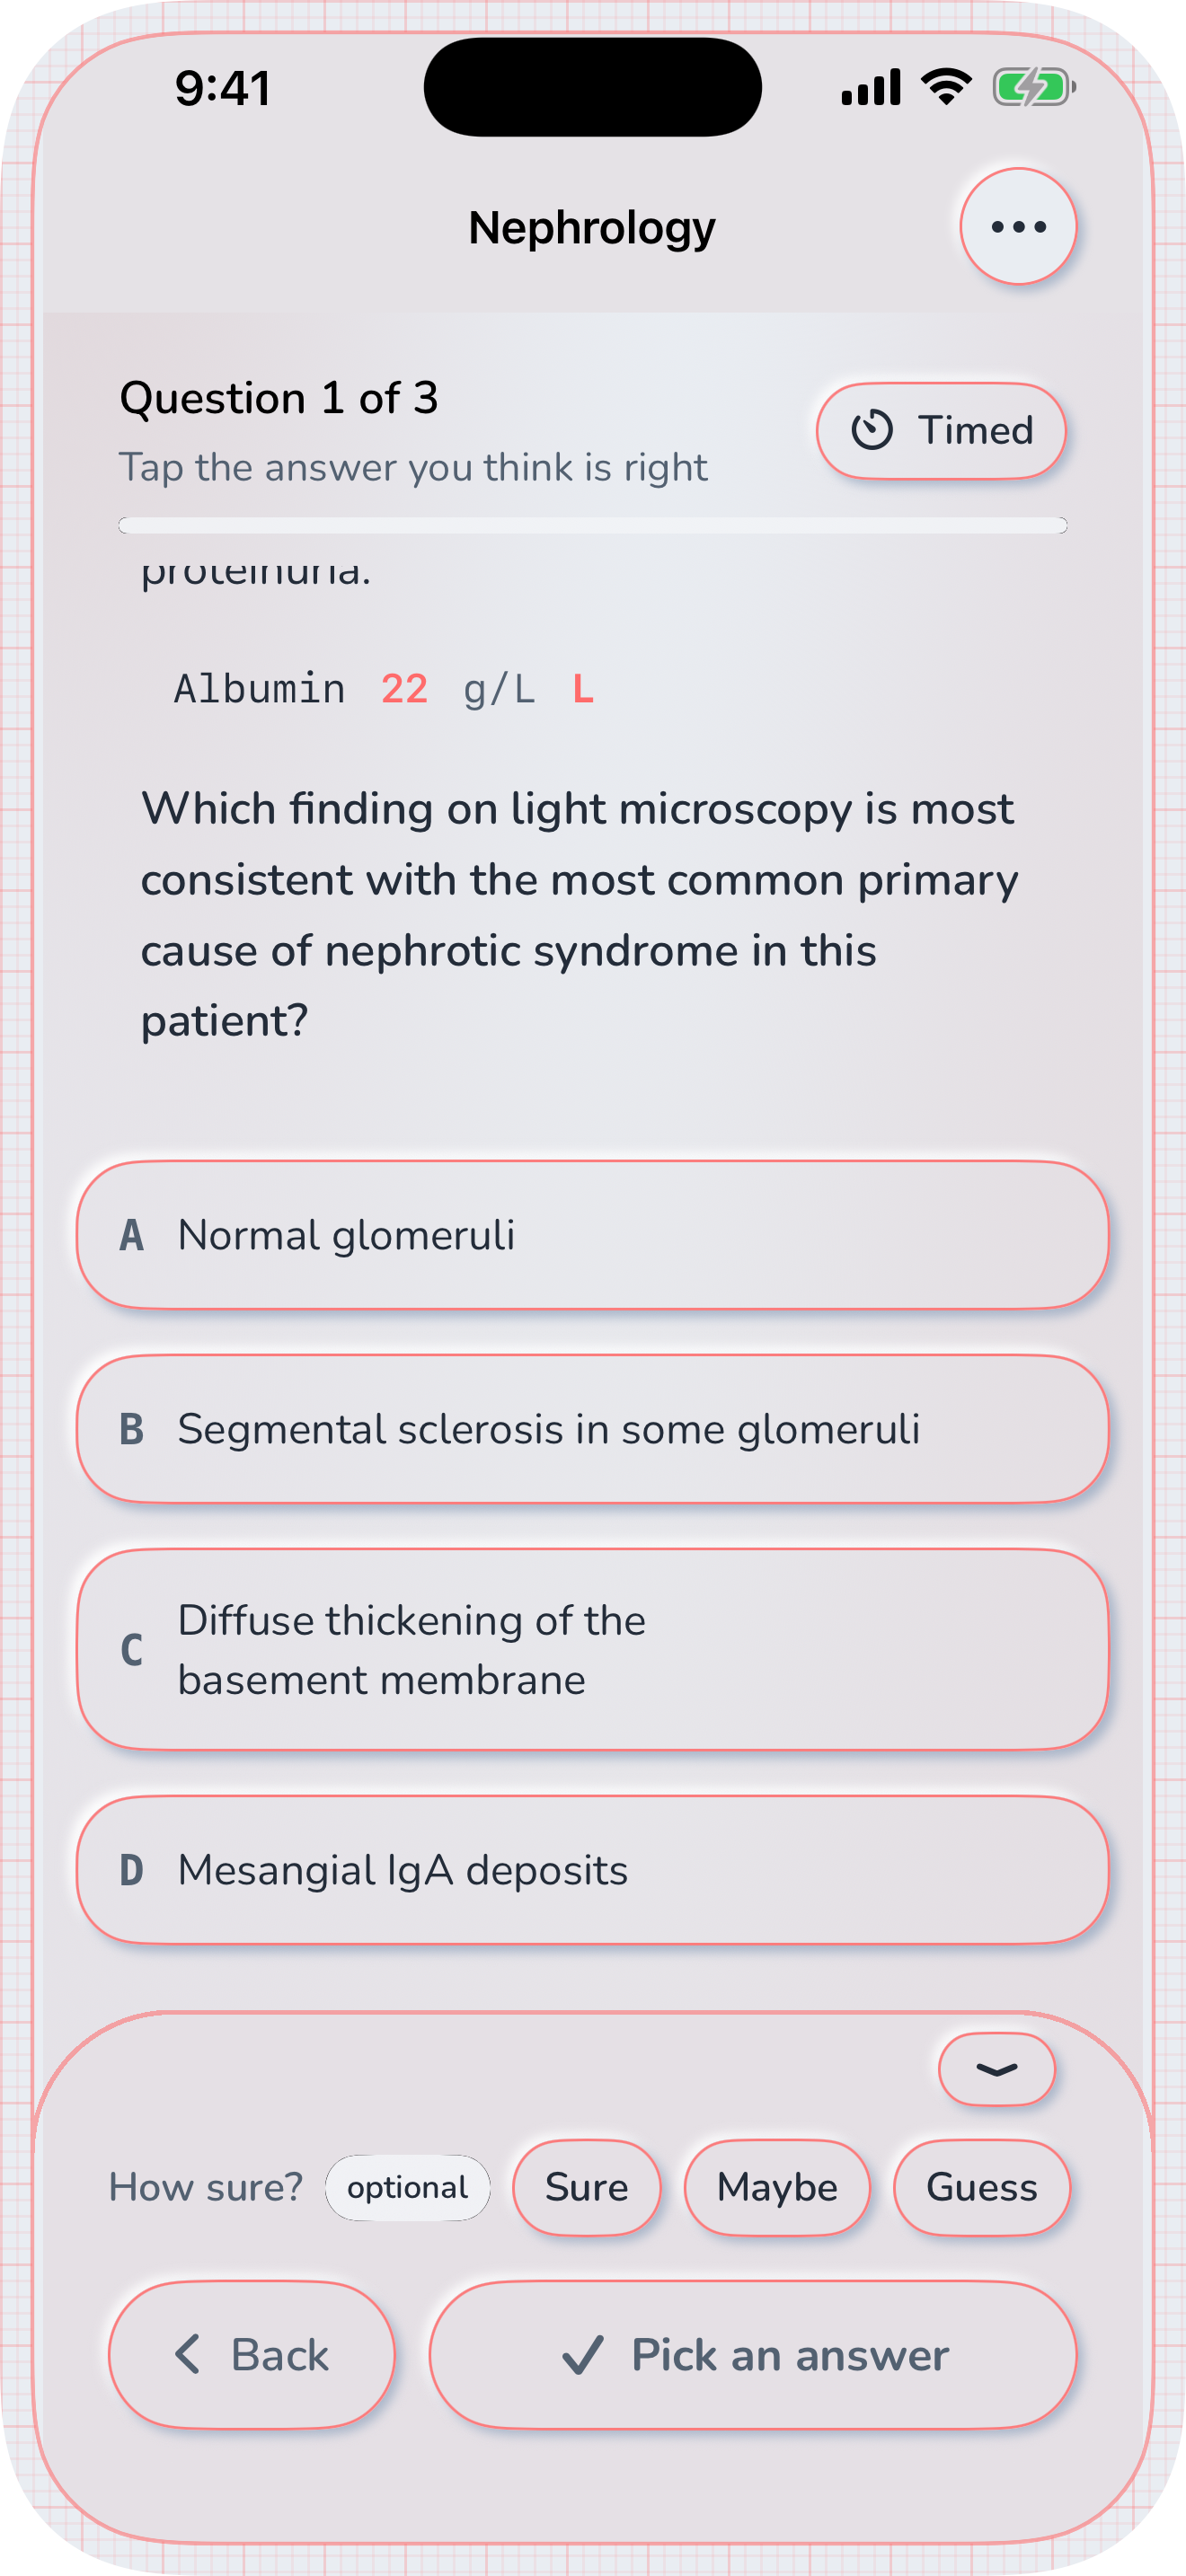 9:41
Nephrology
Question 1 of 3
Timed
Tap the answer you think is right
proteinuria.
Albumin 22 g/L L
Which finding on light microscopy is most
consistent with the most common primary
cause of nephrotic syndrome in this
patient?
A Normal glomeruli
B Segmental sclerosis in some glomeruli
C Diffuse thickening of the
basement membrane
D Mesangial IgA deposits
How sure? optional Sure Maybe Guess
Back Pick an answer